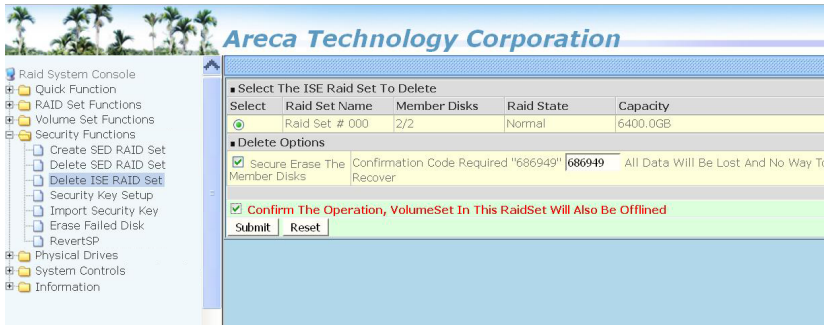 Areca Technology Corporation
Raid System Console
Quick Function
RAID Set Functions
Volume Set Functions
Security Functions
Create SED RAID Set
Delete SED RAID Set
Delete ISE RAID Set
Security Key Setup
Import Security Key
Erase Failed Disk
RevertSP
Physical Drives
System Controls
Information
Select The ISE Raid Set To Delete
Select Raid Set Name Member Disks Raid State Capacity
Raid Set # 000 2/2 Normal 6400.0GB
Delete Options
Secure Erase The Member Disks
Confirmation Code Required "686949" 686949 All Data Will Be Lost And No Way To
Recover
Confirm The Operation, VolumeSet In This RaidSet Will Also Be Offlined
Submit Reset